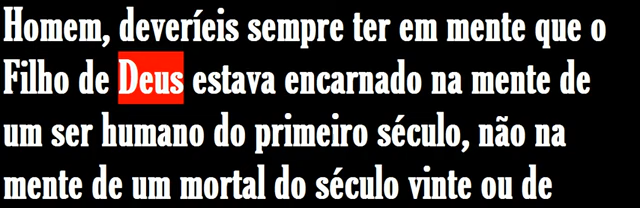 Homem, deveríeis sempre ter em mente que o
Filho de Deus estava encarnado na mente de
um ser humano do primeiro século, não na
mente de um mortal do século vinte ou de